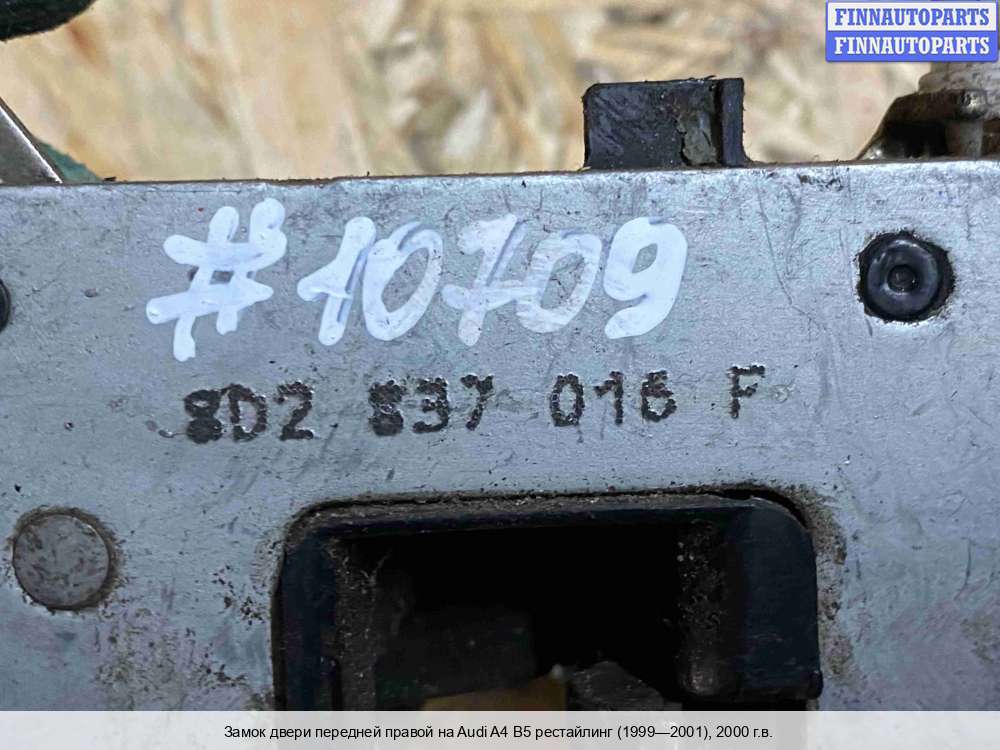 FINNAUTOPARTS
FINNAUTOPARTS
#10709
8D2 837 016 F
Замок двери передней правой на Audi A4 B5 рестайлинг (1999—2001), 2000 г.в.